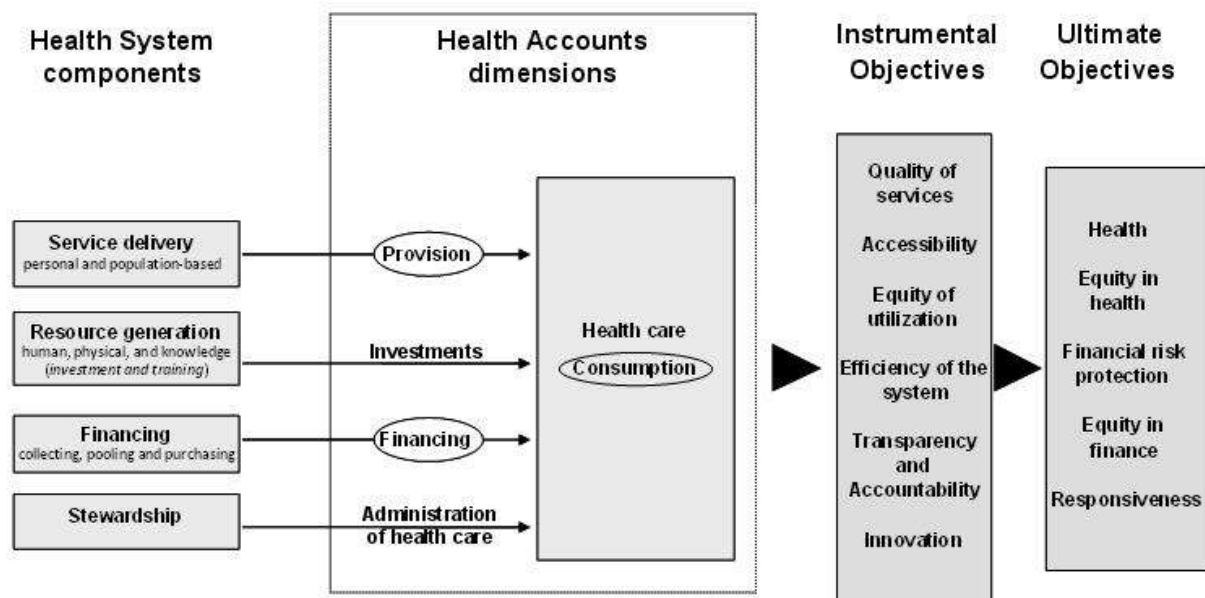 Health System
components
Health Accounts
dimensions
Instrumental
Objectives
Ultimate
Objectives
Service delivery
personal and population-based
Resource generation
human, physical, and knowledge
(investment and training)
Financing
collecting, pooling and purchasing
Stewardship
Provision
Investments
Financing
Administration
of health care
Health care
Consumption
Quality of
services
Accessibility
Equity of
utilization
Efficiency of the
system
Transparency
and
Accountability
Innovation
Health
Equity in
health
Financial risk
protection
Equity in
finance
Responsiveness